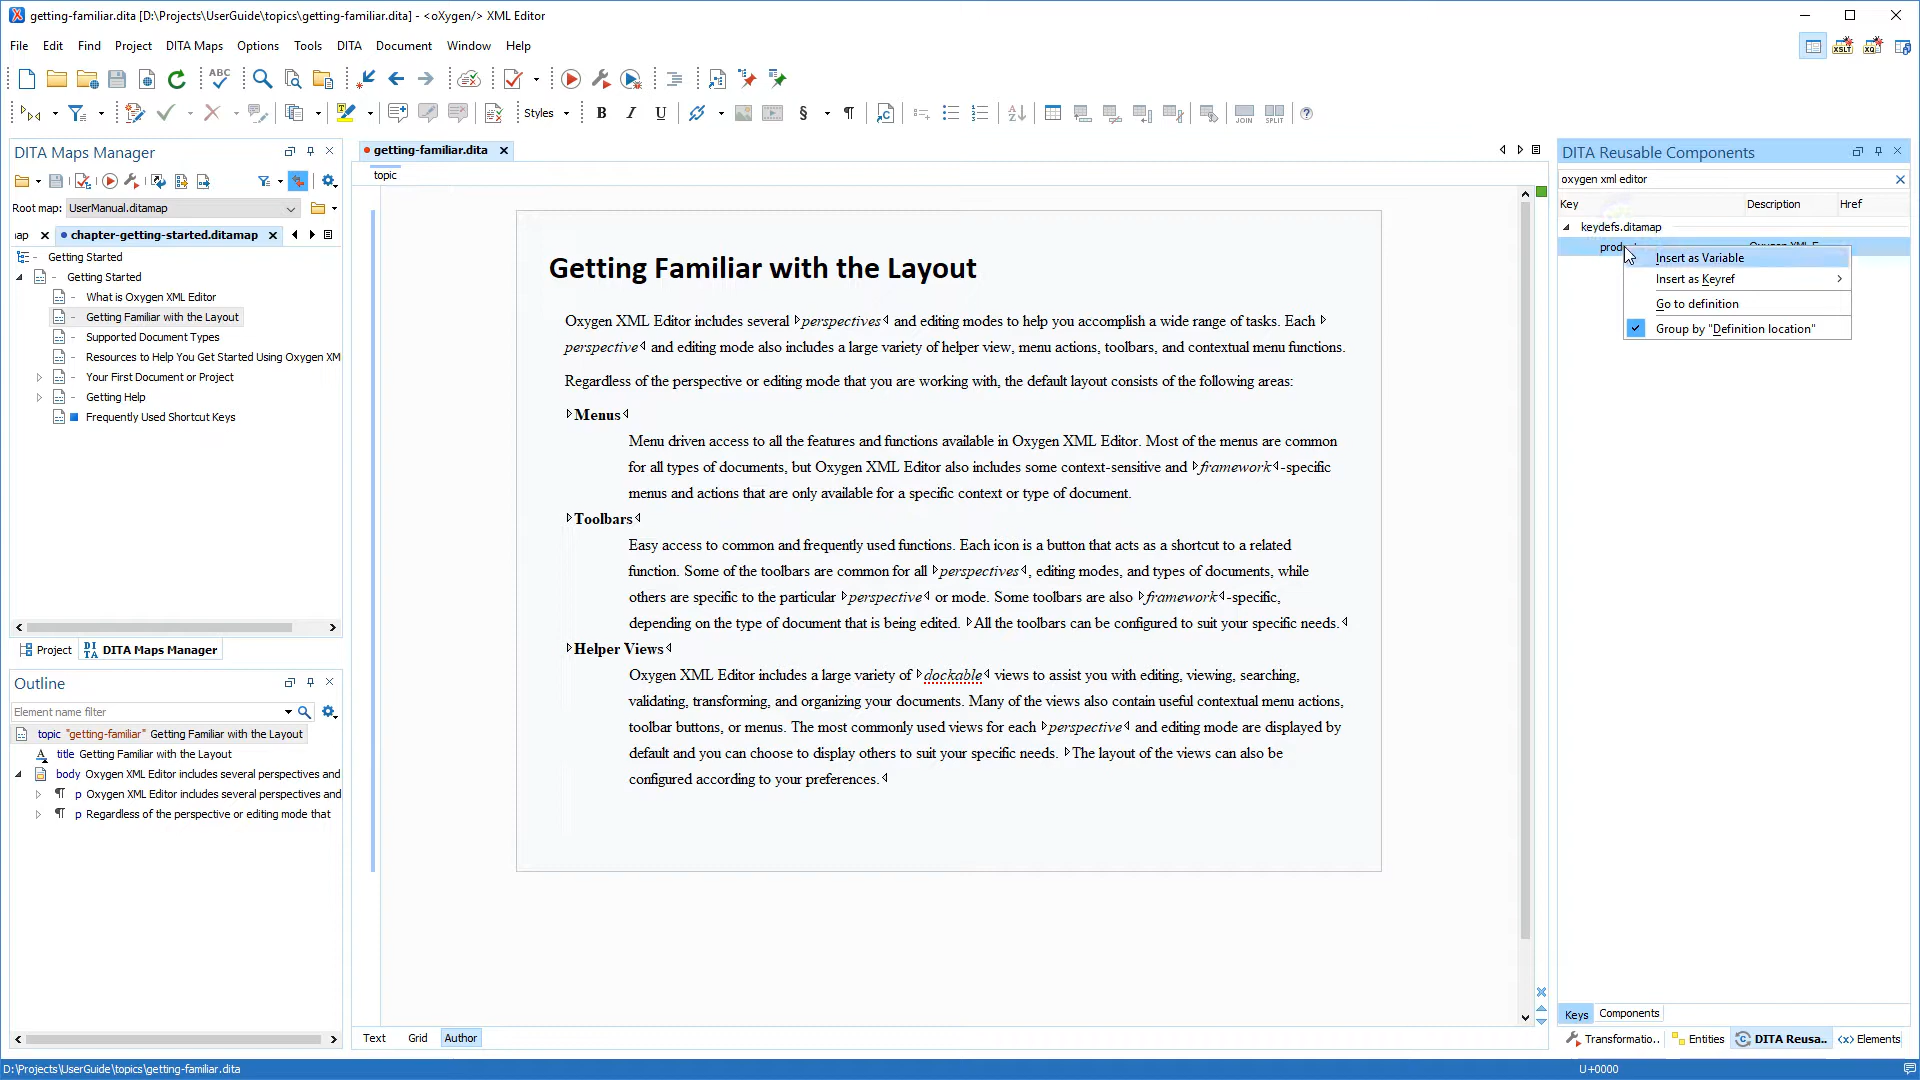 getting-familiar.dita [D:\Projects\UserGuide\topics\getting-familiar.dita] - <oXygen/> XML Editor
File Edit Find Project DITA Maps Options Tools DITA Document Window Help
Styles B I U JOIN SPLIT
DITA Maps Manager
Root map: UserManual.ditamap
chapter-getting-started.ditamap
Getting Started
Getting Started
What is Oxygen XML Editor
Getting Familiar with the Layout
Supported Document Types
Resources to Help You Get Started Using Oxygen XM
Your First Document or Project
Getting Help
Frequently Used Shortcut Keys
Project DITA Maps Manager
Outline
Element name filter
topic "getting-familiar" Getting Familiar with the Layout
title Getting Familiar with the Layout
body Oxygen XML Editor includes several perspectives and
p Oxygen XML Editor includes several perspectives and
p Regardless of the perspective or editing mode that
getting-familiar.dita
topic
Getting Familiar with the Layout
Oxygen XML Editor includes several perspectives and editing modes to help you accomplish a wide range of tasks. Each
perspective and editing mode also includes a large variety of helper view, menu actions, toolbars, and contextual menu functions.
Regardless of the perspective or editing mode that you are working with, the default layout consists of the following areas:
Menus
Menu driven access to all the features and functions available in Oxygen XML Editor. Most of the menus are common
for all types of documents, but Oxygen XML Editor also includes some context-sensitive and framework-specific
menus and actions that are only available for a specific context or type of document.
Toolbars
Easy access to common and frequently used functions. Each icon is a button that acts as a shortcut to a related
function. Some of the toolbars are common for all perspectives, editing modes, and types of documents, while
others are specific to the particular perspective or mode. Some toolbars are also framework-specific,
depending on the type of document that is being edited. All the toolbars can be configured to suit your specific needs.
Helper Views
Oxygen XML Editor includes a large variety of dockable views to assist you with editing, viewing, searching,
validating, transforming, and organizing your documents. Many of the views also contain useful contextual menu actions,
toolbar buttons, or menus. The most commonly used views for each perspective and editing mode are displayed by
default and you can choose to display others to suit your specific needs. The layout of the views can also be
configured according to your preferences.
Text Grid Author
DITA Reusable Components
oxygen xml editor
Key Description Href
keydefs.ditamap
Insert as Variable
Insert as Keyref
Go to definition
Group by "Definition location"
Keys Components
Transformatio.. Entities DITA Reusa.. Elements
D:\Projects\UserGuide\topics\getting-familiar.dita U+0000